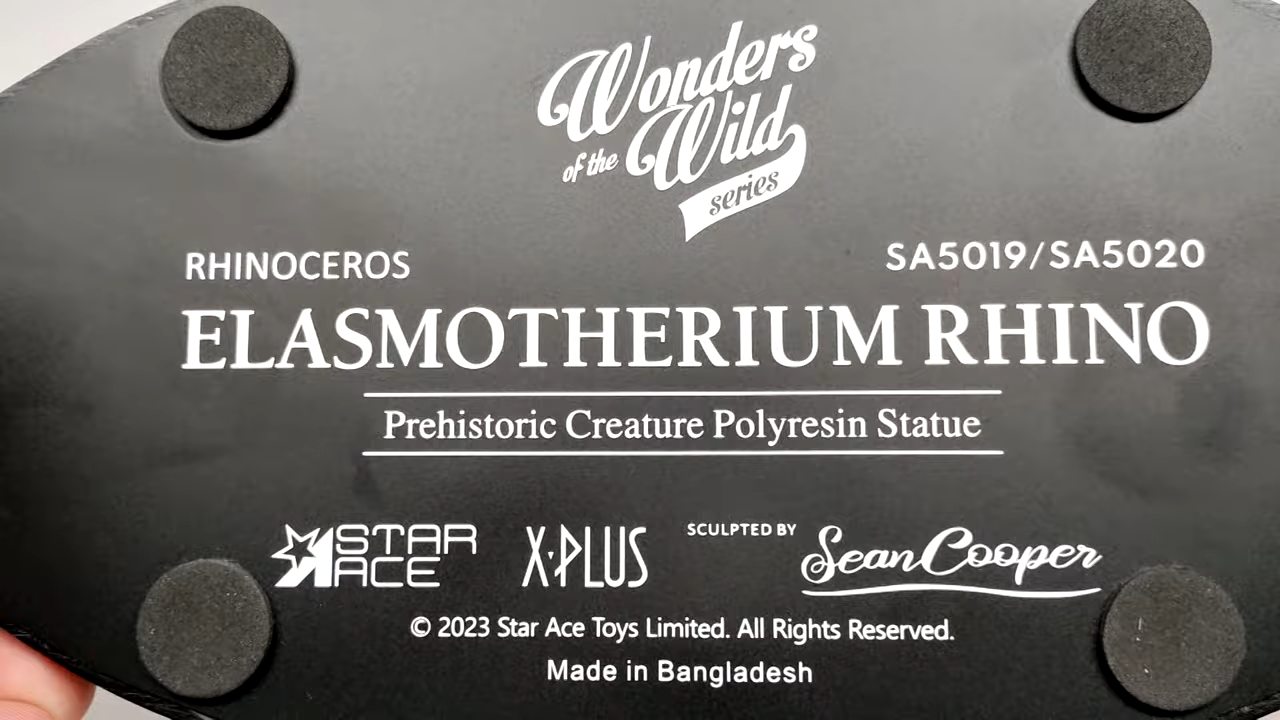 Wonders
of the Wild
series
RHINOCEROS
SA5019/SA5020
ELASMOTHERIUM RHINO
Prehistoric Creature Polyresin Statue
STAR
ACE
X·PLUS
SCULPTED BY Sean Cooper
© 2023 Star Ace Toys Limited. All Rights Reserved.
Made in Bangladesh